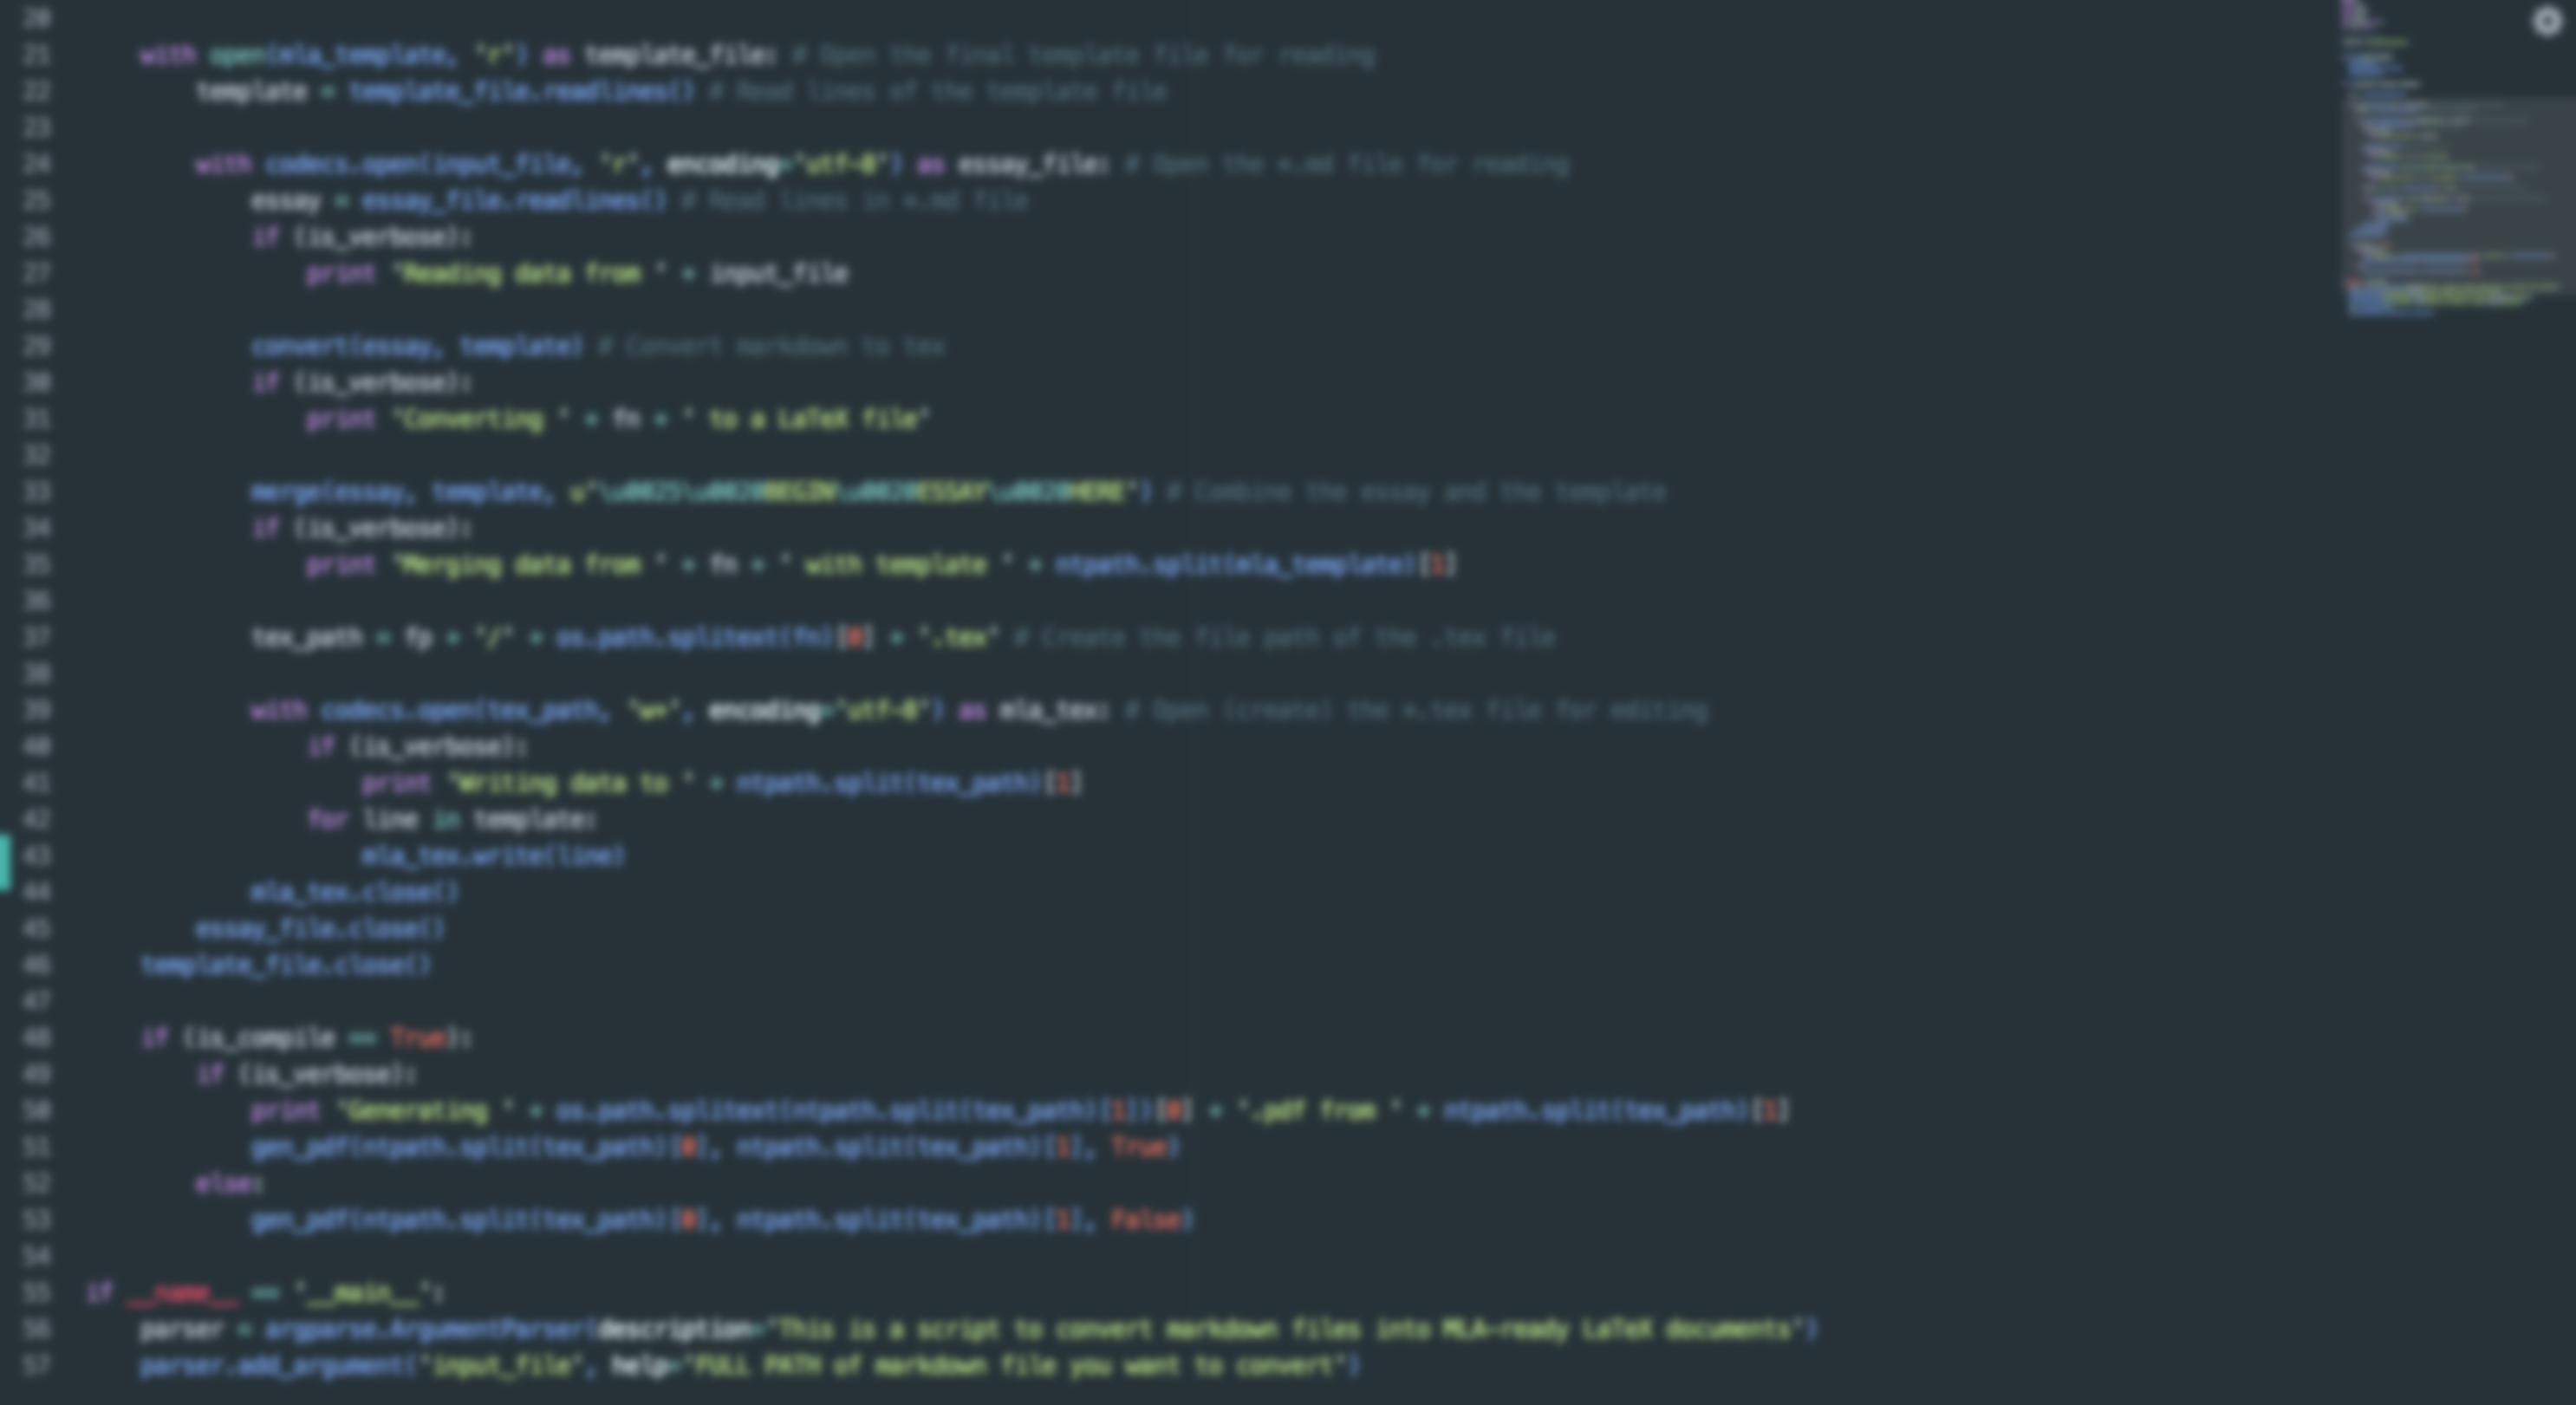 20
21 with open(mla_template, 'r') as template_file: # Open the final template file for reading
22 template = template_file.readlines() # Read lines of the template file
23
24 with codecs.open(input_file, 'r', encoding='utf-8') as essay_file: # Open the *.md file for reading
25 essay = essay_file.readlines() # Read lines in *.md file
26 if (is_verbose):
27 print "Reading data from " + input_file
28
29 convert(essay, template) # Convert markdown to tex
30 if (is_verbose):
31 print "Converting " + fn + " to a LaTeX file"
32
33 merge(essay, template, u"\u0025\u0020BEGIN\u0020ESSAY\u0020HERE") # Combine the essay and the template
34 if (is_verbose):
35 print "Merging data from " + fn + " with template " + ntpath.split(mla_template)[1]
36
37 tex_path = fp + "/" + os.path.splitext(fn)[0] + ".tex" # Create the file path of the .tex file
38
39 with codecs.open(tex_path, 'w+', encoding='utf-8') as mla_tex: # Open (create) the *.tex file for editing
40 if (is_verbose):
41 print "Writing data to " + ntpath.split(tex_path)[1]
42 for line in template:
43 mla_tex.write(line)
44 mla_tex.close()
45 essay_file.close()
46 template_file.close()
47
48 if (is_compile == True):
49 if (is_verbose):
50 print "Generating " + os.path.splitext(ntpath.split(tex_path)[1])[0] + ".pdf from " + ntpath.split(tex_path)[1]
51 gen_pdf(ntpath.split(tex_path)[0], ntpath.split(tex_path)[1], True)
52 else:
53 gen_pdf(ntpath.split(tex_path)[0], ntpath.split(tex_path)[1], False)
54
55 if __name__ == "__main__":
56 parser = argparse.ArgumentParser(description="This is a script to convert markdown files into MLA-ready LaTeX documents")
57 parser.add_argument("input_file", help="FULL PATH of markdown file you want to convert")